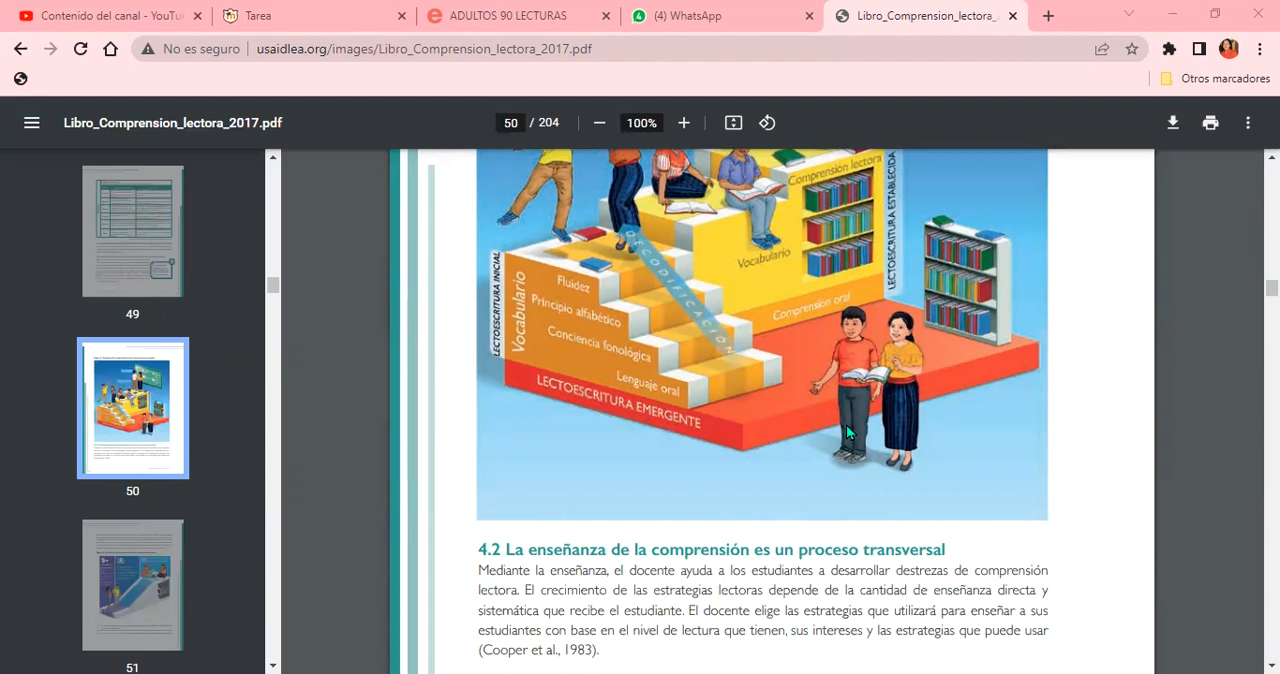 Contenido del canal - YouTu
Tarea
ADULTOS 90 LECTURAS
(4) WhatsApp
Libro_Comprension_lectora_
No es seguro
usaidlea.org/images/Libro_Comprension_lectora_2017.pdf
Otros marcadores
Libro_Comprension_lectora_2017.pdf
50 / 204
100%
49
50
51
Comprensión lectora
LECTOESCRITURA ESTABLECIDA
DECODIFICACIÓN
Vocabulario
LECTOESCRITURA INICIAL
Vocabulario
Fluidez
Principio alfabético
Conciencia fonológica
Lenguaje oral
Comprension oral
LECTOESCRITURA EMERGENTE
4.2 La enseñanza de la comprensión es un proceso transversal
Mediante la enseñanza, el docente ayuda a los estudiantes a desarrollar destrezas de comprensión
lectora. El crecimiento de las estrategias lectoras depende de la cantidad de enseñanza directa y
sistemática que recibe el estudiante. El docente elige las estrategias que utilizará para enseñar a sus
estudiantes con base en el nivel de lectura que tienen, sus intereses y las estrategias que puede usar
(Cooper et al., 1983).